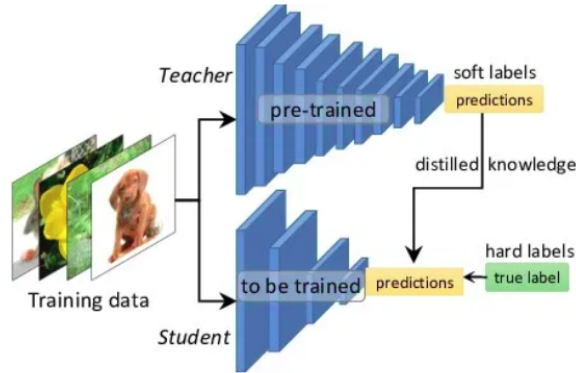 Teacher
soft labels
pre-trained
predictions
distilled knowledge
Training data
hard labels
to be trained
predictions
true label
Student